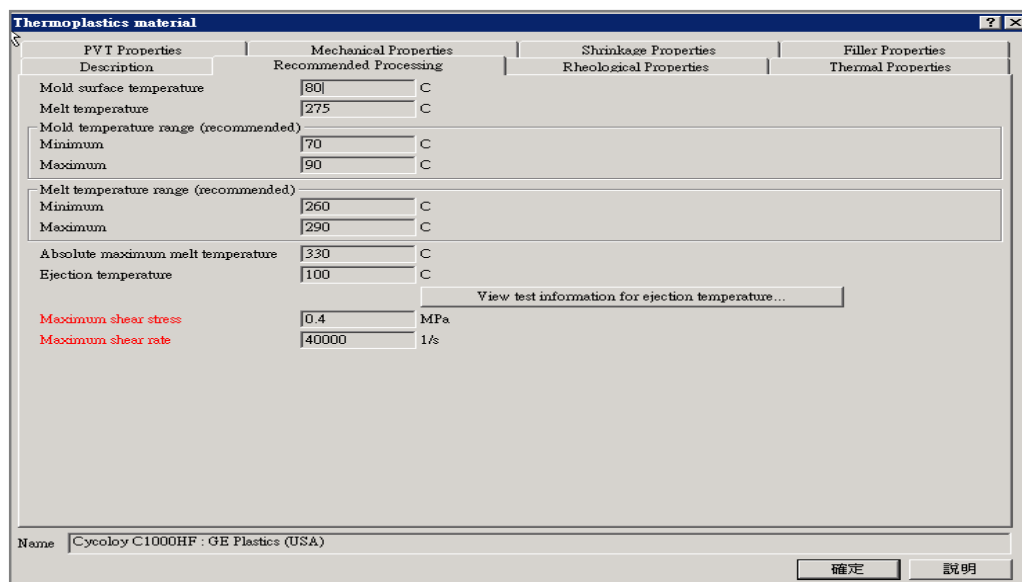 Thermoplastics material
PVT Properties Mechanical Properties Shrinkage Properties Filler Properties
Description Recommended Processing Rheological Properties Thermal Properties
Mold surface temperature 80 C
Melt temperature 275 C
Mold temperature range (recommended)
Minimum 70 C
Maximum 90 C
Melt temperature range (recommended)
Minimum 260 C
Maximum 290 C
Absolute maximum melt temperature 330 C
Ejection temperature 100 C
View test information for ejection temperature...
Maximum shear stress 0.4 MPa
Maximum shear rate 40000 1/s
Name Cycoloy C1000HF : GE Plastics (USA)
確定 説明